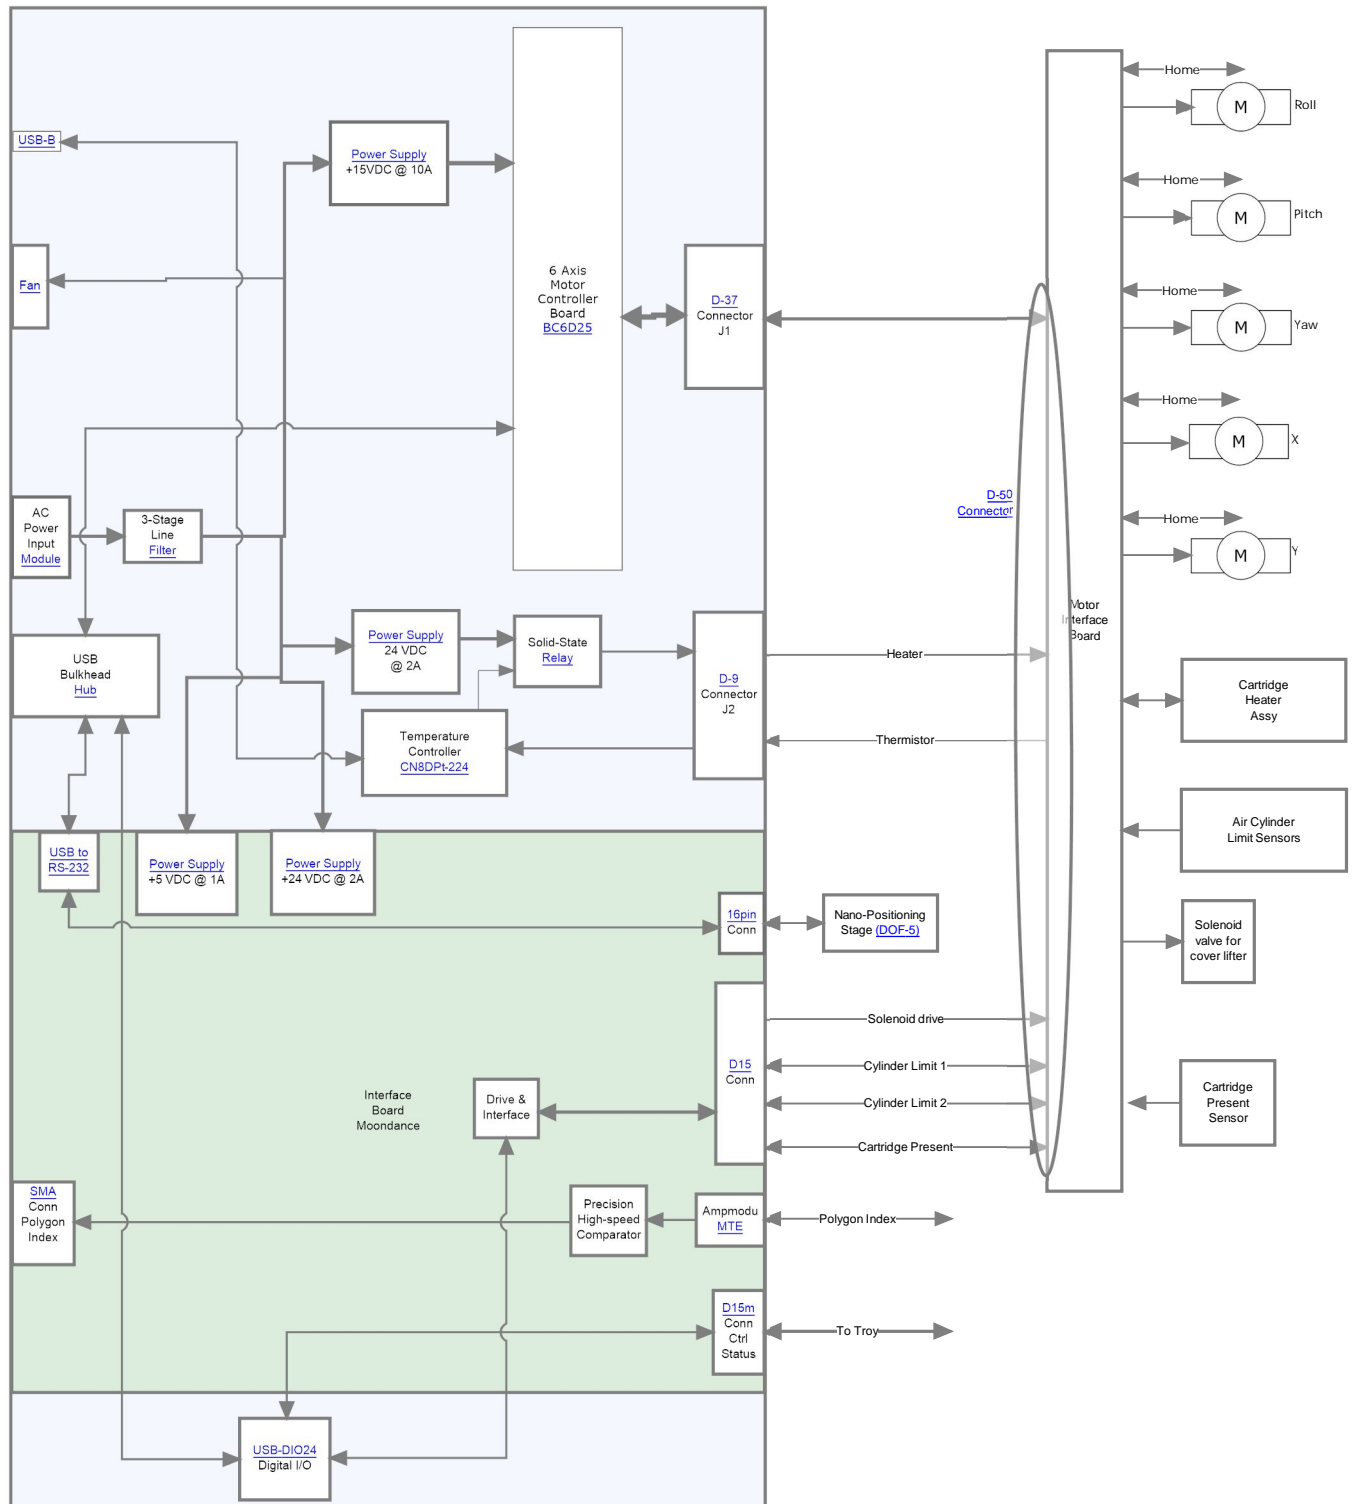 Home
M
Roll
USB-B
Power Supply
+15VDC @ 10A
Home
M
Pitch
Fan
6 Axis
Motor
Controller
Board
BC6D25
D-37
Connector
J1
Home
M
Yaw
Home
M
X
AC
Power
Input
Module
3-Stage
Line
Filter
D-50
Connector
Home
M
Y
Motor
Interface
Board
USB
Bulkhead
Hub
Power Supply
24 VDC
@ 2A
Solid-State
Relay
D-9
Connector
J2
Heater
Cartridge
Heater
Assy
Temperature
Controller
CN8DPt-224
Thermistor
Air Cylinder
Limit Sensors
USB to
RS-232
Power Supply
+5 VDC @ 1A
Power Supply
+24 VDC @ 2A
16pin
Conn
Nano-Positioning
Stage (DOF-5)
Solenoid
valve for
cover lifter
Solenoid drive
D15
Conn
Cylinder Limit 1
Cylinder Limit 2
Cartridge Present
Interface
Board
Moondance
Drive &
Interface
Cartridge
Present
Sensor
SMA
Conn
Polygon
Index
Precision
High-speed
Comparator
Ampmodu
MTE
Polygon Index
D15m
Conn
Ctrl
Status
To Troy
USB-DIO24
Digital I/O